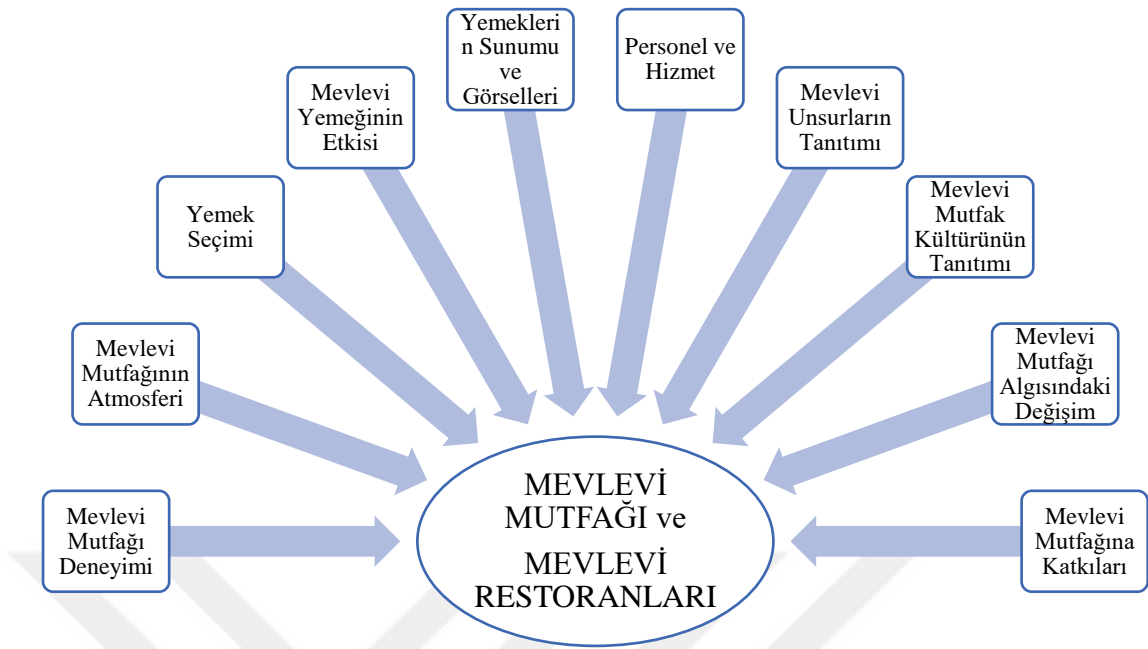 Mevlevi
Mutfağı
Deneyimi
Mevlevi
Mutfağının
Atmosferi
Yemek
Seçimi
Mevlevi
Yemeğinin
Etkisi
Yemekleri
n Sunumu
ve
Görselleri
Personel ve
Hizmet
Mevlevi
Unsurların
Tanıtımı
Mevlevi
Mutfak
Kültürünün
Tanıtımı
Mevlevi
Mutfağı
Algısındaki
Değişim
Mevlevi
Mutfağına
Katkıları
MEVLEVİ
MUTFAĞI ve
MEVLEVİ
RESTORANLARI